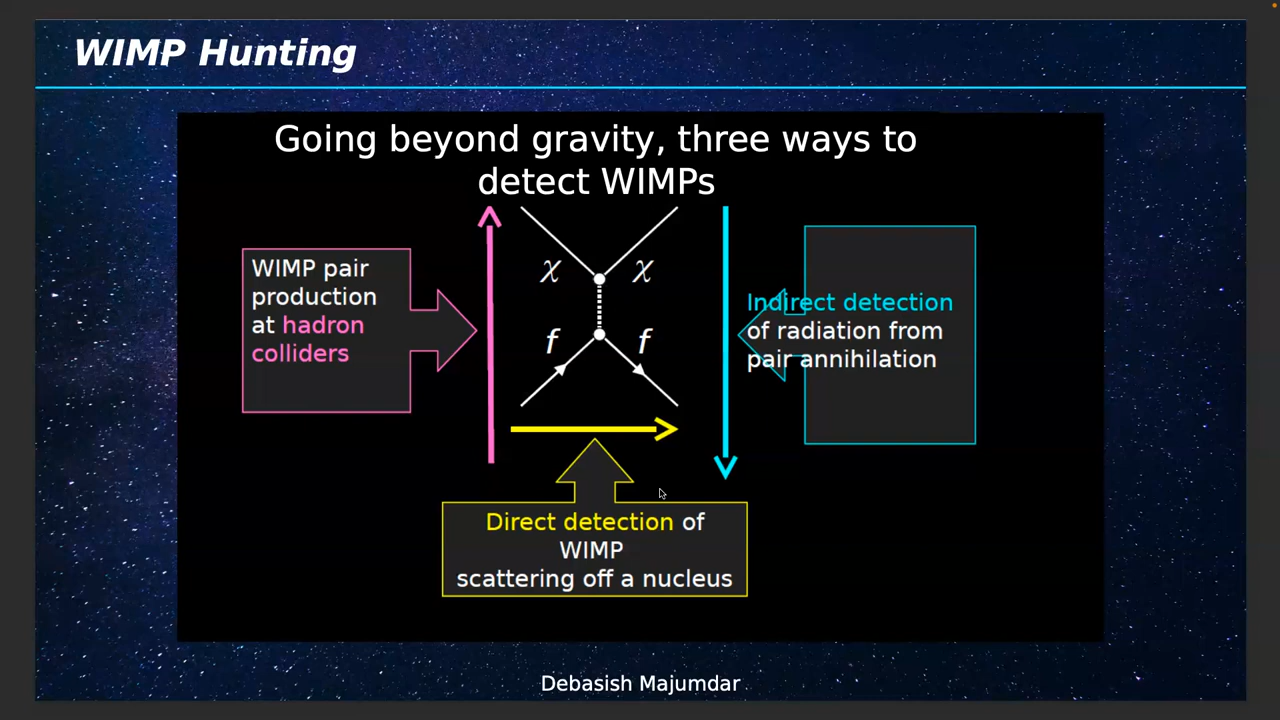 WIMP Hunting
Going beyond gravity, three ways to
detect WIMPs
WIMP pair
production
at hadron
colliders
χ χ
f f
Indirect detection
of radiation from
pair annihilation
Direct detection of
WIMP
scattering off a nucleus
Debasish Majumdar